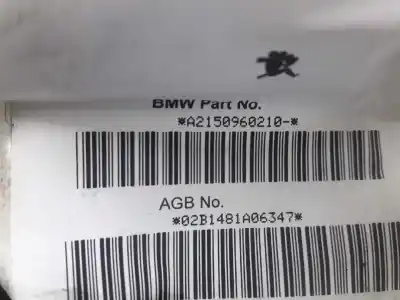 BMW Part No.
*A2150960210-*
AGB No.
*02B1481A06347*